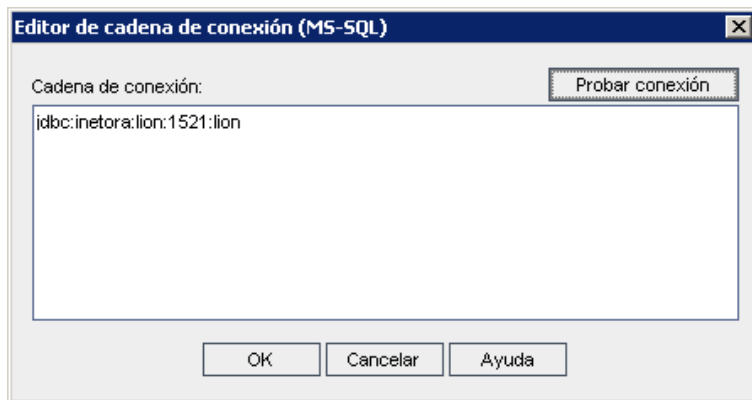 Editor de cadena de conexión (MS-SQL)
Cadena de conexión:
Probar conexión
jdbc:inetora:lion:1521:lion
OK
Cancelar
Ayuda